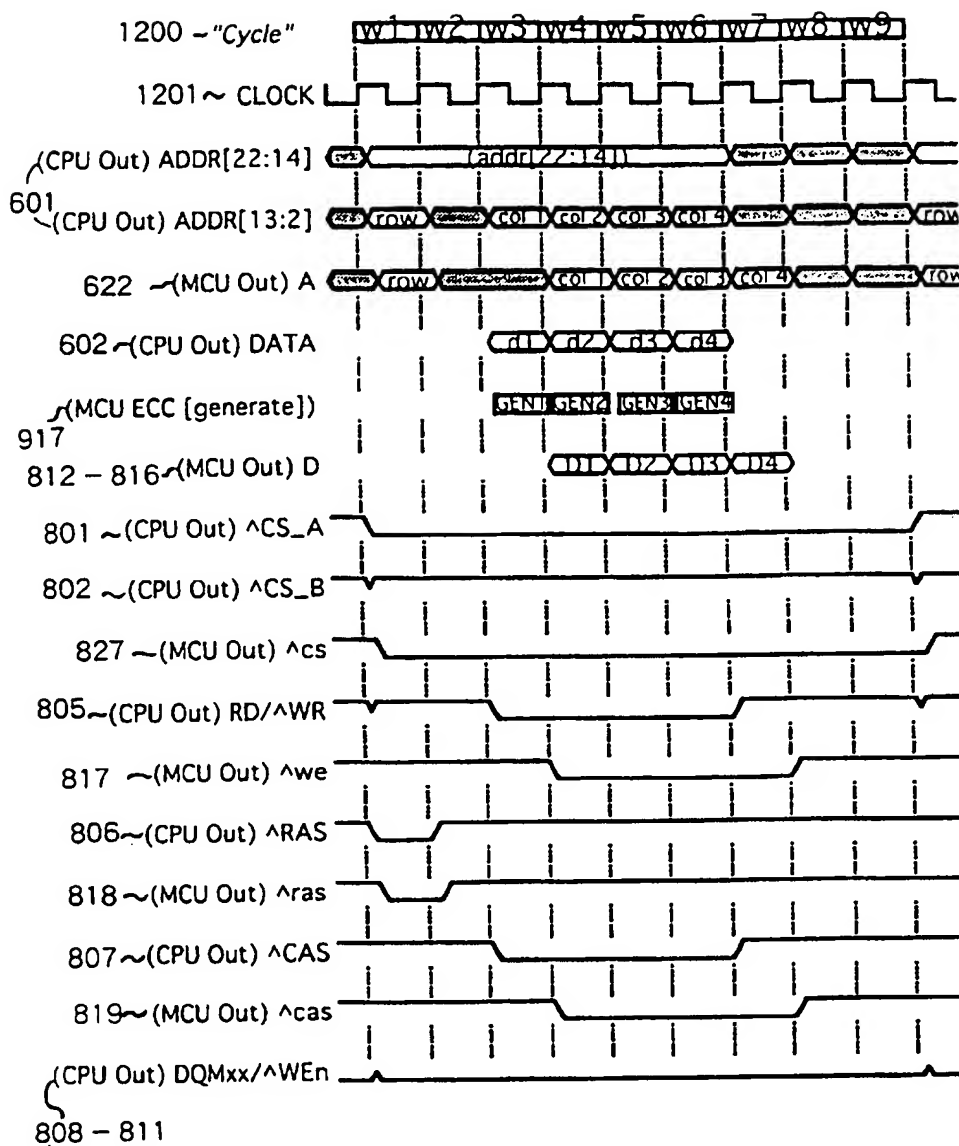 1200 ~ "Cycle" W1 W2 W3 W4 W5 W6 W7 W8 W9
1201 ~ CLOCK
(CPU Out) ADDR[22:14] (addr[22:14])
601
(CPU Out) ADDR[13:2] row col 1 col 2 col 3 col 4 row
622 ~ (MCU Out) A row col 1 col 2 col 3 col 4 row
602 ~ (CPU Out) DATA d1 d2 d3 d4
(MCU ECC [generate]) GEN1 GEN2 GEN3 GEN4
917
812 – 816 ~ (MCU Out) D D1 D2 D3 D4
801 ~ (CPU Out) ^CS_A
802 ~ (CPU Out) ^CS_B
827 ~ (MCU Out) ^cs
805 ~ (CPU Out) RD/^WR
817 ~ (MCU Out) ^we
806 ~ (CPU Out) ^RAS
818 ~ (MCU Out) ^ras
807 ~ (CPU Out) ^CAS
819 ~ (MCU Out) ^cas
(CPU Out) DQMxx/^WEn
808 – 811